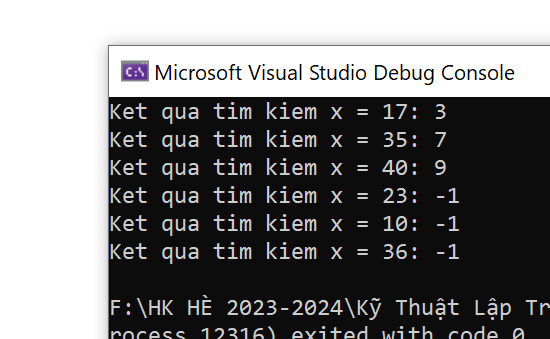 Microsoft Visual Studio Debug Console
Ket qua tim kiem x = 17: 3
Ket qua tim kiem x = 35: 7
Ket qua tim kiem x = 40: 9
Ket qua tim kiem x = 23: -1
Ket qua tim kiem x = 10: -1
Ket qua tim kiem x = 36: -1
F:\HK HÈ 2023-2024\Kỹ Thuật Lập Tr
rocess 12316) exited with code 0